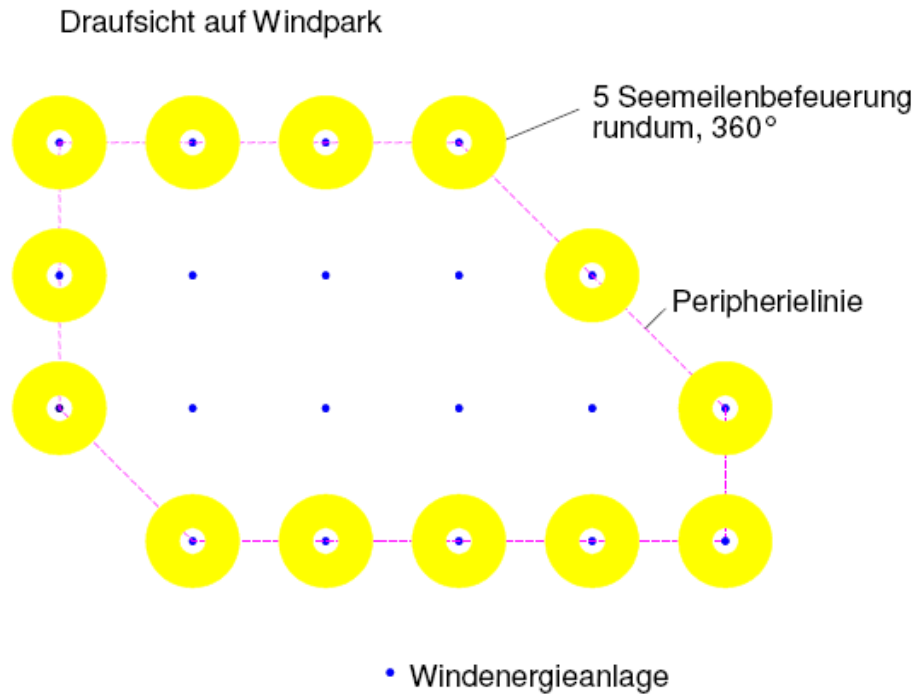 Draufsicht auf Windpark
5 Seemeilenbefeuerung
rundum, 360°
Peripherielinie
Windenergieanlage